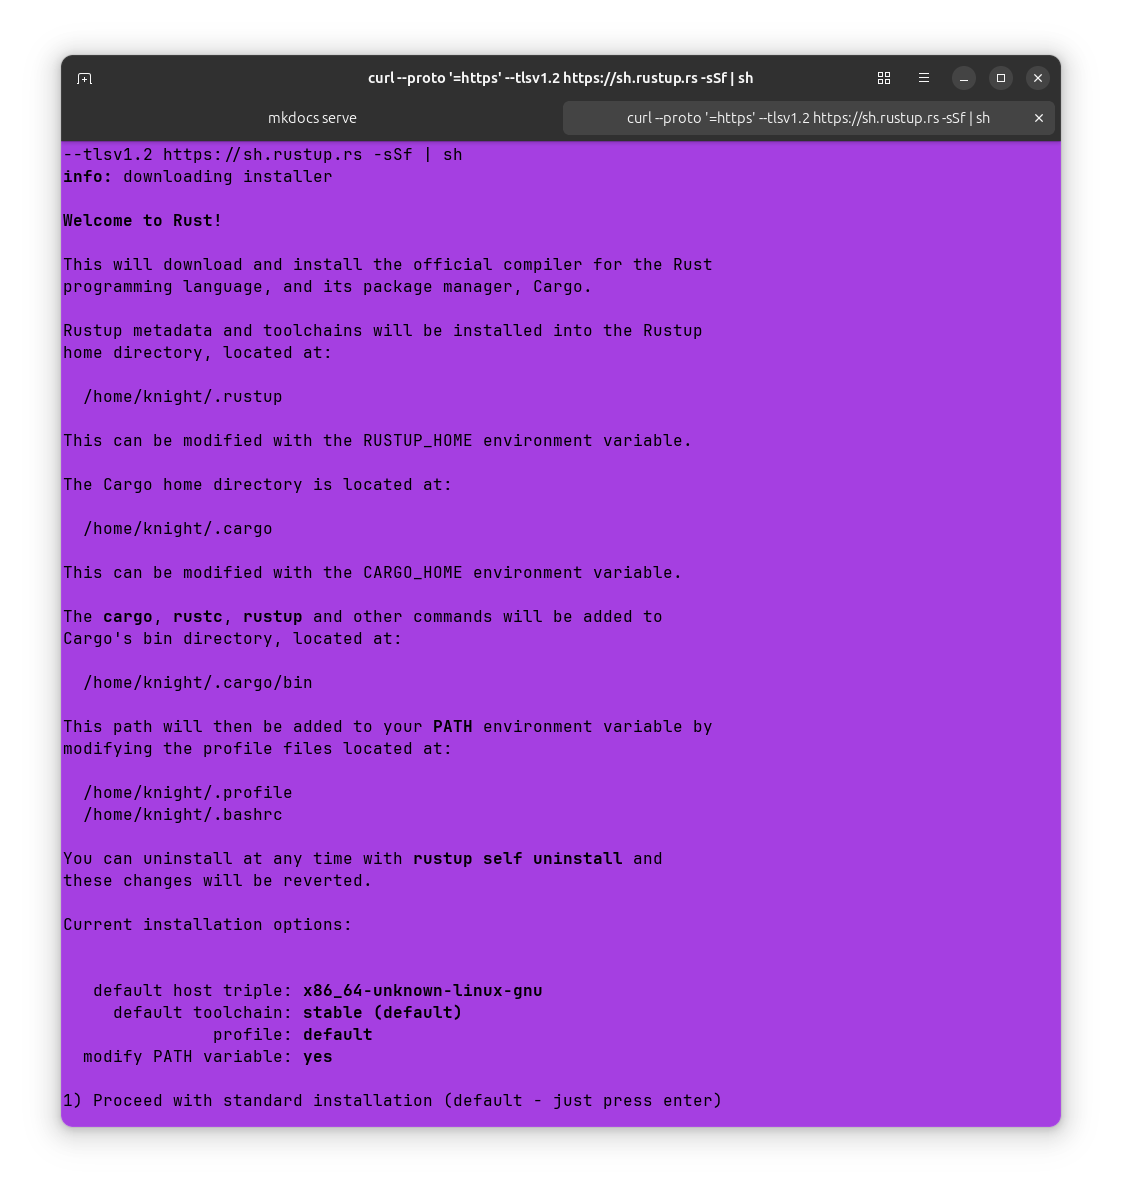 curl --proto '=https' --tlsv1.2 https://sh.rustup.rs -sSf | sh
mkdocs serve
curl --proto '=https' --tlsv1.2 https://sh.rustup.rs -sSf | sh
--tlsv1.2 https://sh.rustup.rs -sSf | sh
info: downloading installer
Welcome to Rust!
This will download and install the official compiler for the Rust
programming language, and its package manager, Cargo.
Rustup metadata and toolchains will be installed into the Rustup
home directory, located at:
/home/knight/.rustup
This can be modified with the RUSTUP_HOME environment variable.
The Cargo home directory is located at:
/home/knight/.cargo
This can be modified with the CARGO_HOME environment variable.
The cargo, rustc, rustup and other commands will be added to
Cargo's bin directory, located at:
/home/knight/.cargo/bin
This path will then be added to your PATH environment variable by
modifying the profile files located at:
/home/knight/.profile
/home/knight/.bashrc
You can uninstall at any time with rustup self uninstall and
these changes will be reverted.
Current installation options:
default host triple: x86_64-unknown-linux-gnu
default toolchain: stable (default)
profile: default
modify PATH variable: yes
1) Proceed with standard installation (default - just press enter)